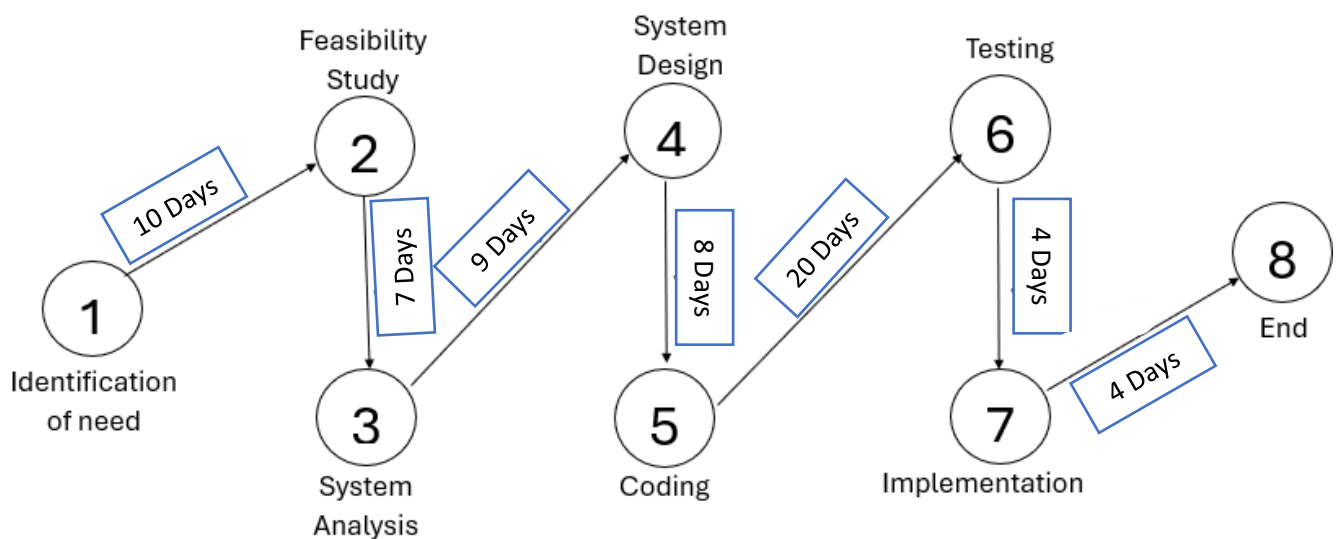 Feasibility
Study
System
Design
Testing
2
4
6
10 Days
7 Days
9 Days
8 Days
20 Days
4 Days
8
End
1
Identification
of need
3
System
Analysis
5
Coding
7
Implementation
4 Days